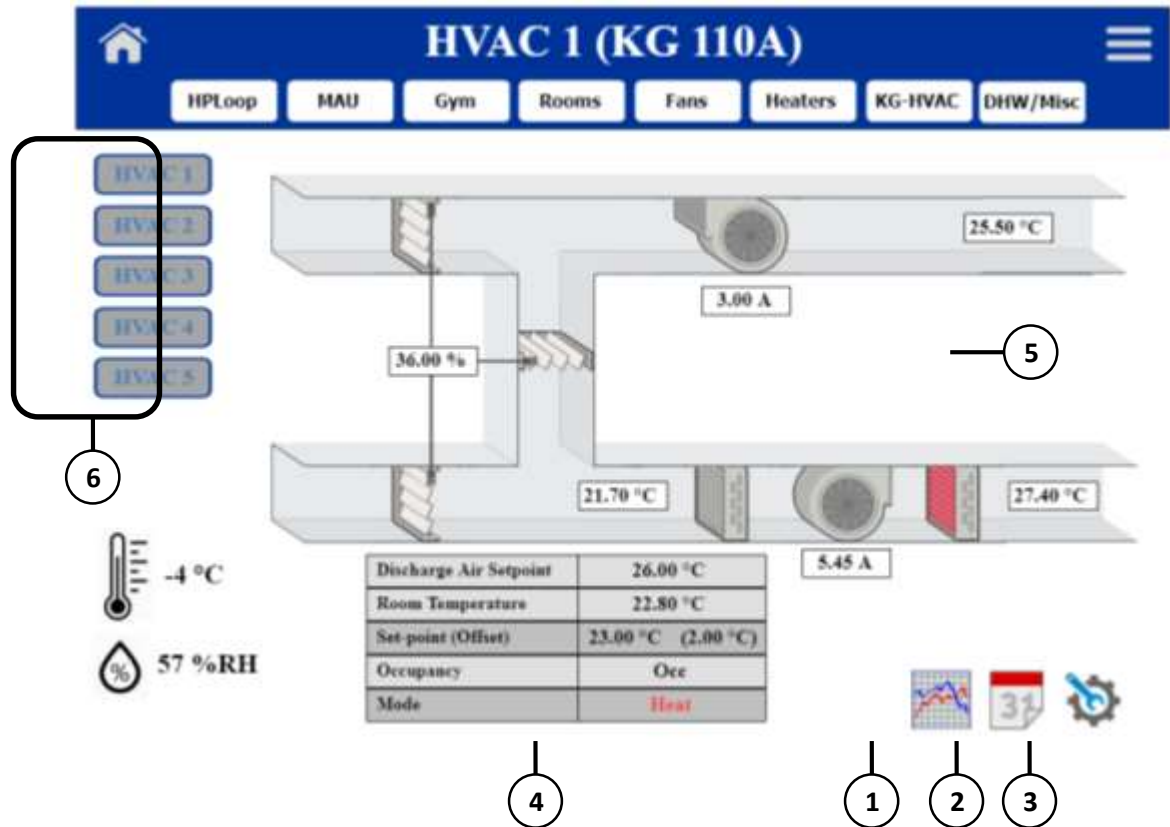 HVAC 1 (KG 110A)
HPLoop MAU Gym Rooms Fans Heaters KG-HVAC DHW/Misc
HVAC 1
HVAC 2
HVAC 3
HVAC 4
HVAC 5
6
25.50 °C
3.00 A
36.00 %
5
21.70 °C
27.40 °C
5.45 A
-4 °C
% 57 %RH
Discharge Air Setpoint 26.00 °C
Room Temperature 22.80 °C
Set-point (Offset) 23.00 °C (2.00 °C)
Occupancy Occ
Mode Heat
31
4 1 2 3